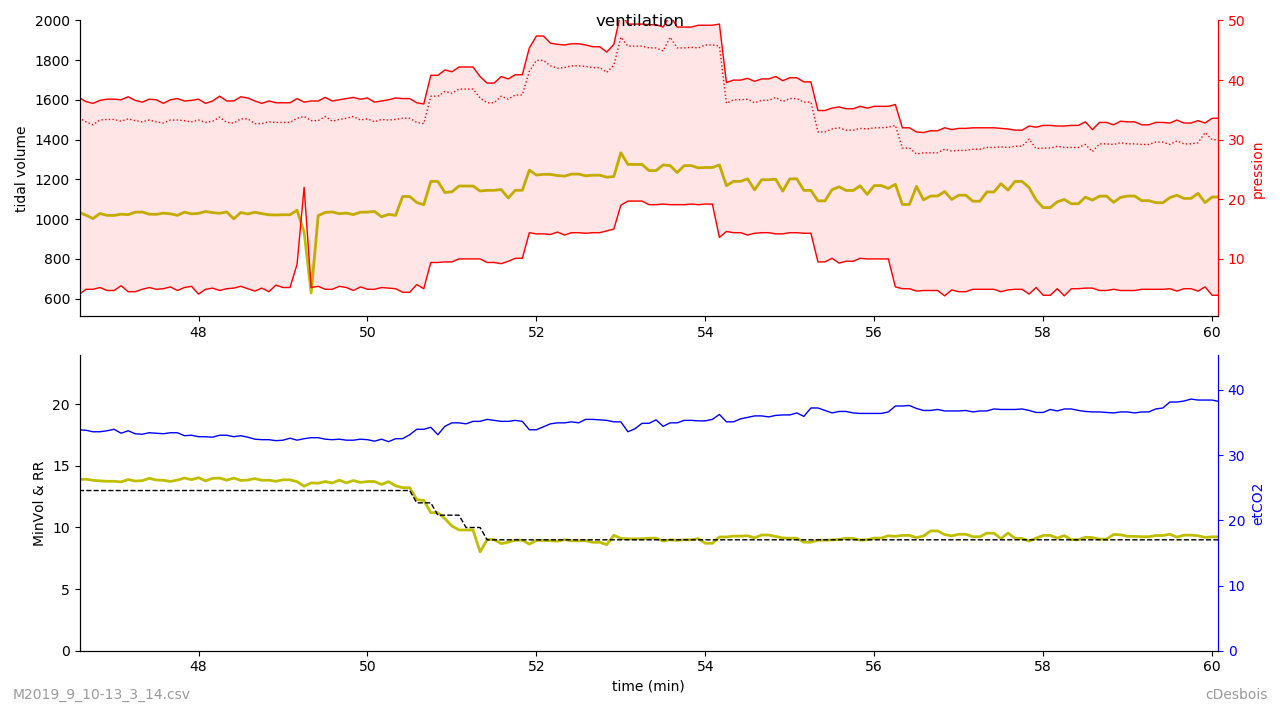 ventilation
2000
1800
1600
1400
1200
1000
800
600
tidal volume
50
40
30
20
10
pression
48 50 52 54 56 58 60
20
15
10
5
0
MinVol & RR
40
30
20
10
0
etCO2
48 50 52 54 56 58 60
time (min)
M2019_9_10-13_3_14.csv
cDesbois